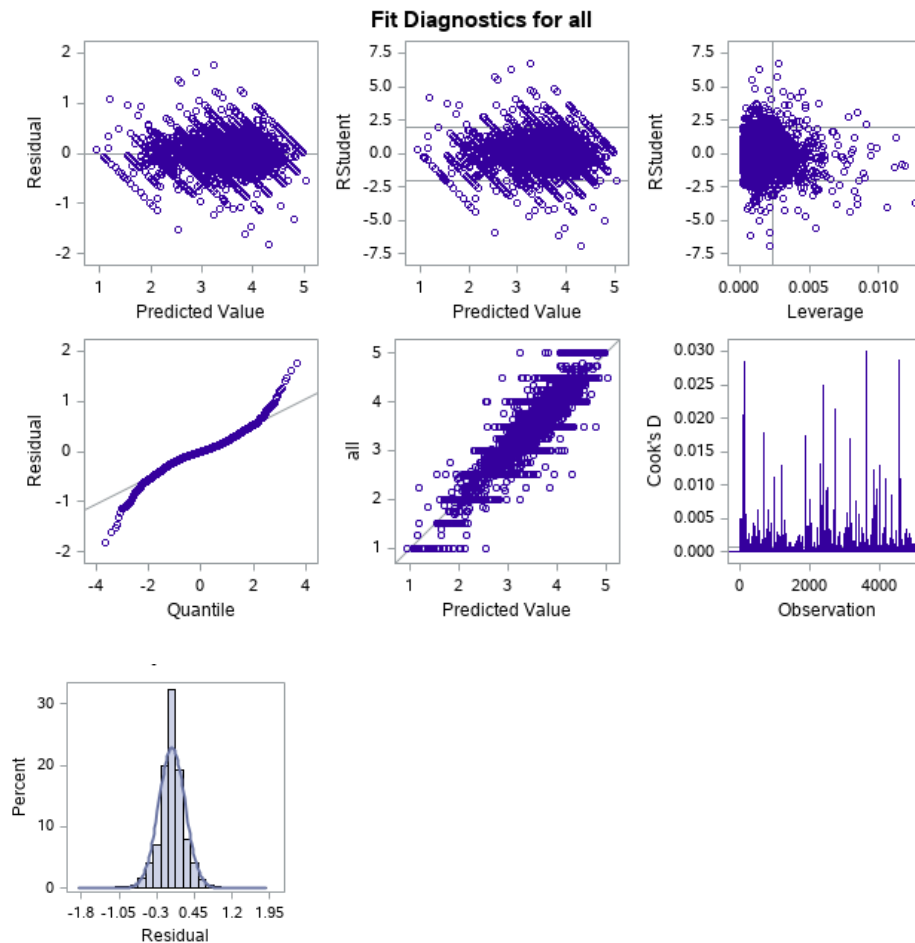 Fit Diagnostics for all
2
1
0
-1
-2
Residual
1 2 3 4 5
Predicted Value
7.5
5.0
2.5
0.0
-2.5
-5.0
-7.5
RStudent
1 2 3 4 5
Predicted Value
7.5
5.0
2.5
0.0
-2.5
-5.0
-7.5
RStudent
0.000 0.005 0.010
Leverage
2
1
0
-1
-2
Residual
-4 -2 0 2 4
Quantile
5
4
3
2
1
all
1 2 3 4 5
Predicted Value
0.030
0.025
0.020
0.015
0.010
0.005
0.000
Cook's D
0 2000 4000
Observation
30
20
10
0
Percent
-1.8 -1.05 -0.3 0.45 1.2 1.95
Residual